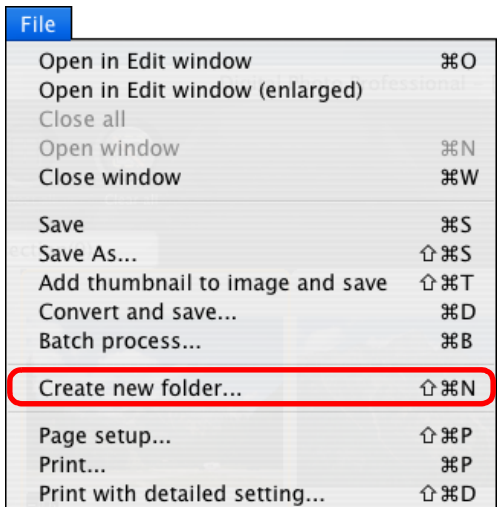 File
Open in Edit window ⌘O
Open in Edit window (enlarged)
Close all
Open window ⌘N
Close window ⌘W
Save ⌘S
Save As... ⇧⌘S
Add thumbnail to image and save ⇧⌘T
Convert and save... ⌘D
Batch process... ⌘B
Create new folder... ⇧⌘N
Page setup... ⇧⌘P
Print... ⌘P
Print with detailed setting... ⇧⌘D